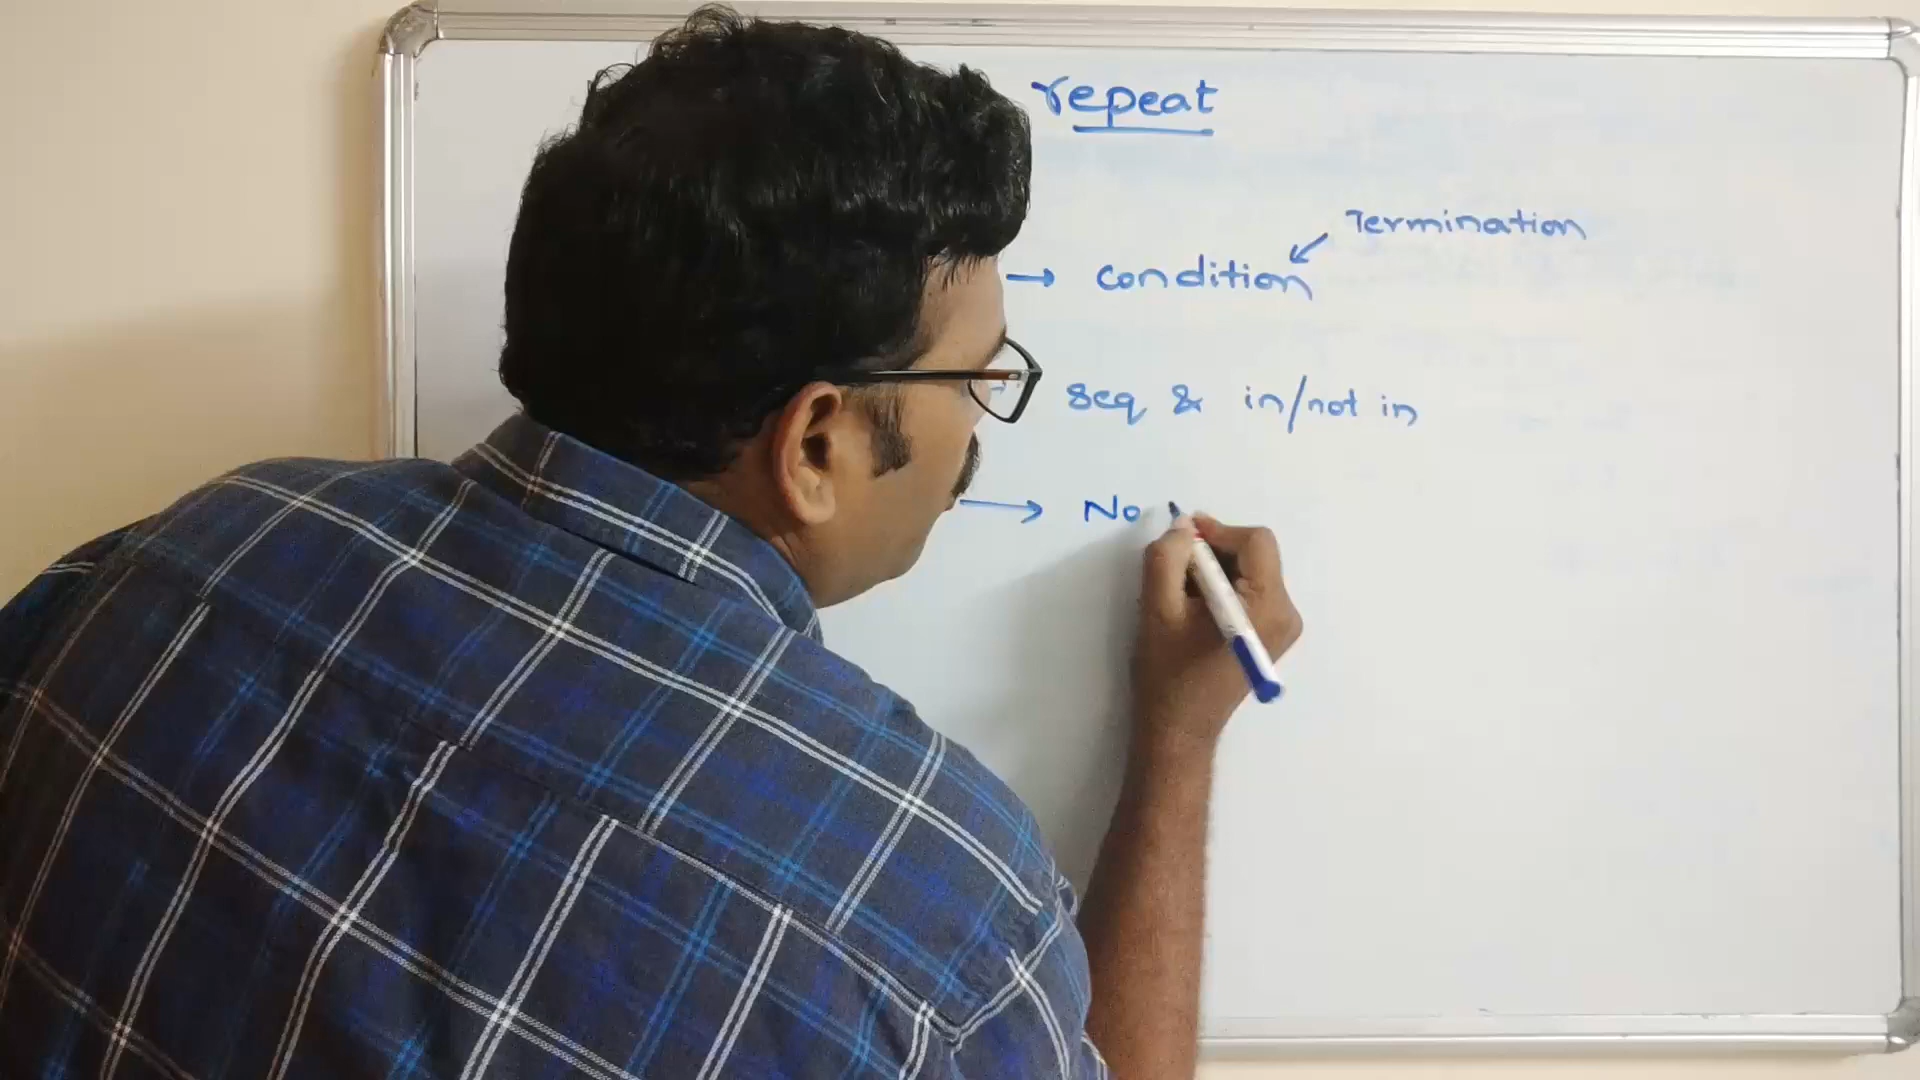 repeat
Termination
→ condition
seq & in/not in
→ No